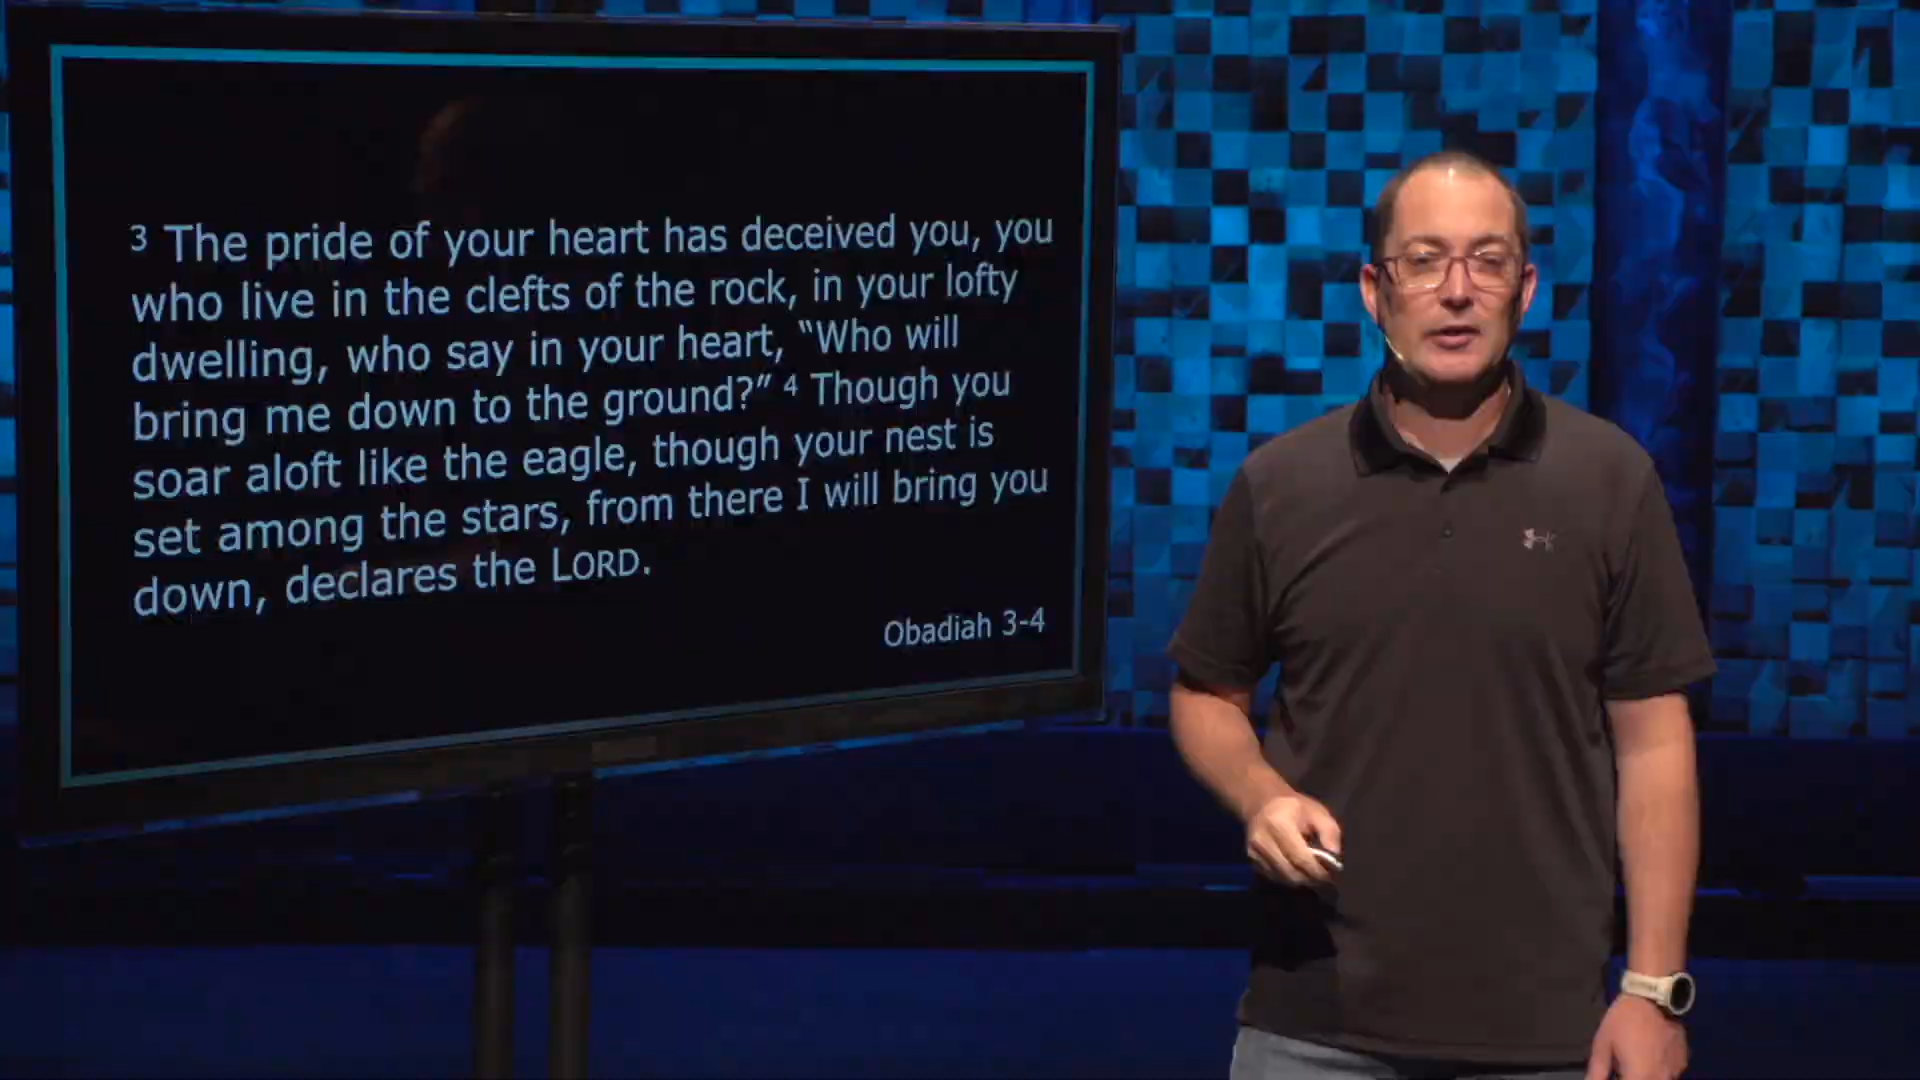 3 The pride of your heart has deceived you, you
who live in the clefts of the rock, in your lofty
dwelling, who say in your heart, “Who will
bring me down to the ground?” 4 Though you
soar aloft like the eagle, though your nest is
set among the stars, from there I will bring you
down, declares the LORD.
Obadiah 3-4